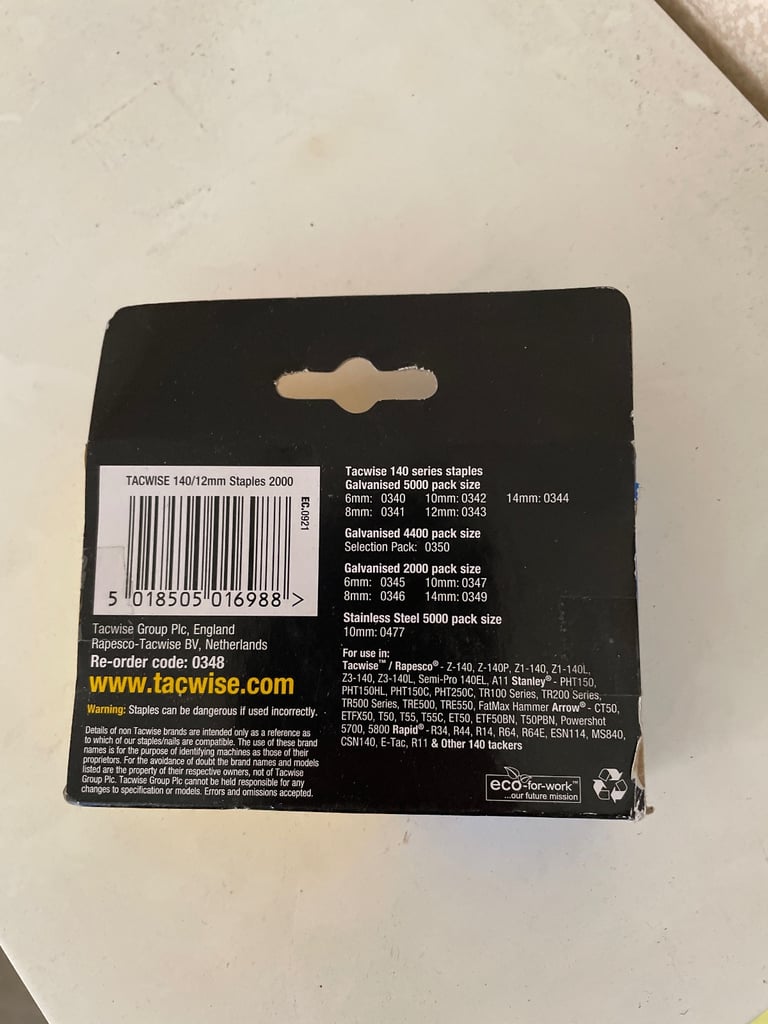 TACWISE 140/12mm Staples 2000
EC.0921
5 018505 016988 >
Tacwise Group Plc, England
Rapesco-Tacwise BV, Netherlands
Re-order code: 0348
www.tacwise.com
Warning: Staples can be dangerous if used incorrectly.
Details of non Tacwise brands are intended only as a reference as
to which of our staples/nails are compatible. The use of these brand
names is for the purpose of identifying machines as those of their
proprietors. For the avoidance of doubt the brand names and models
listed are the property of their respective owners, not of Tacwise
Group Plc. Tacwise Group Plc cannot be held responsible for any
changes to specification or models. Errors and omissions accepted.
Tacwise 140 series staples
Galvanised 5000 pack size
6mm: 0340 10mm: 0342 14mm: 0344
8mm: 0341 12mm: 0343
Galvanised 4400 pack size
Selection Pack: 0350
Galvanised 2000 pack size
6mm: 0345 10mm: 0347
8mm: 0346 14mm: 0349
Stainless Steel 5000 pack size
10mm: 0477
For use in:
Tacwise™ / Rapesco® - Z-140, Z-140P, Z1-140, Z1-140L,
Z3-140, Z3-140L, Semi-Pro 140EL, A11 Stanley® - PHT150,
PHT150HL, PHT150C, PHT250C, TR100 Series, TR200 Series,
TR500 Series, TRE500, TRE550, FatMax Hammer Arrow® - CT50,
ETFX50, T50, T55, T55C, ET50, ETF50BN, T50PBN, Powershot
5700, 5800 Rapid® - R34, R44, R14, R64, R64E, ESN114, MS840,
CSN140, E-Tac, R11 & Other 140 tackers
eco-for-work™
...our future mission